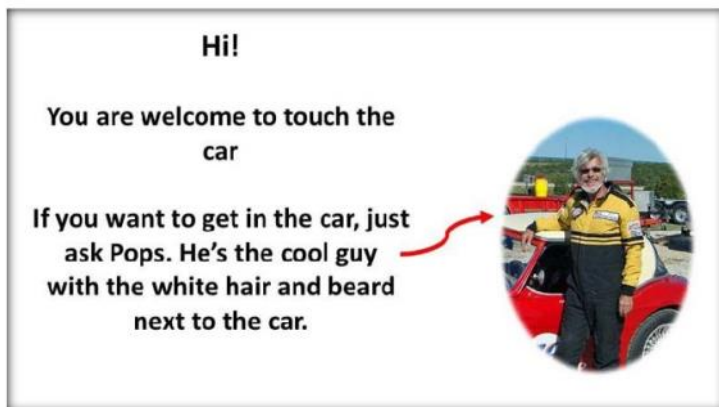 Hi!
You are welcome to touch the
car
If you want to get in the car, just
ask Pops. He's the cool guy
with the white hair and beard
next to the car.